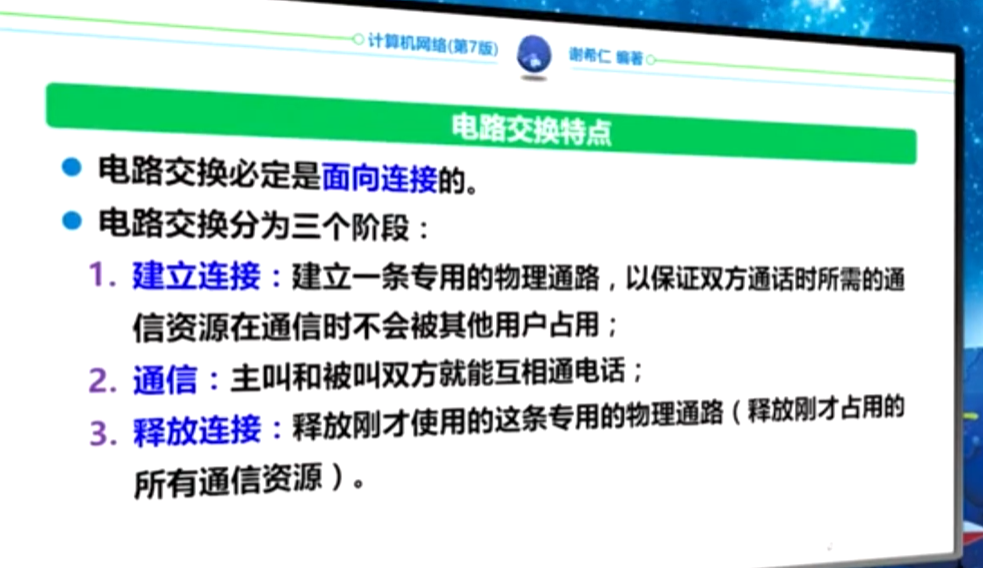 计算机网络(第7版) 谢希仁 编著
电路交换特点
电路交换必定是面向连接的。
电路交换分为三个阶段：
1. 建立连接：建立一条专用的物理通路，以保证双方通话时所需的通
信资源在通信时不会被其他用户占用；
2. 通信：主叫和被叫双方就能互相通电话；
3. 释放连接：释放刚才使用的这条专用的物理通路（释放刚才占用的
所有通信资源）。